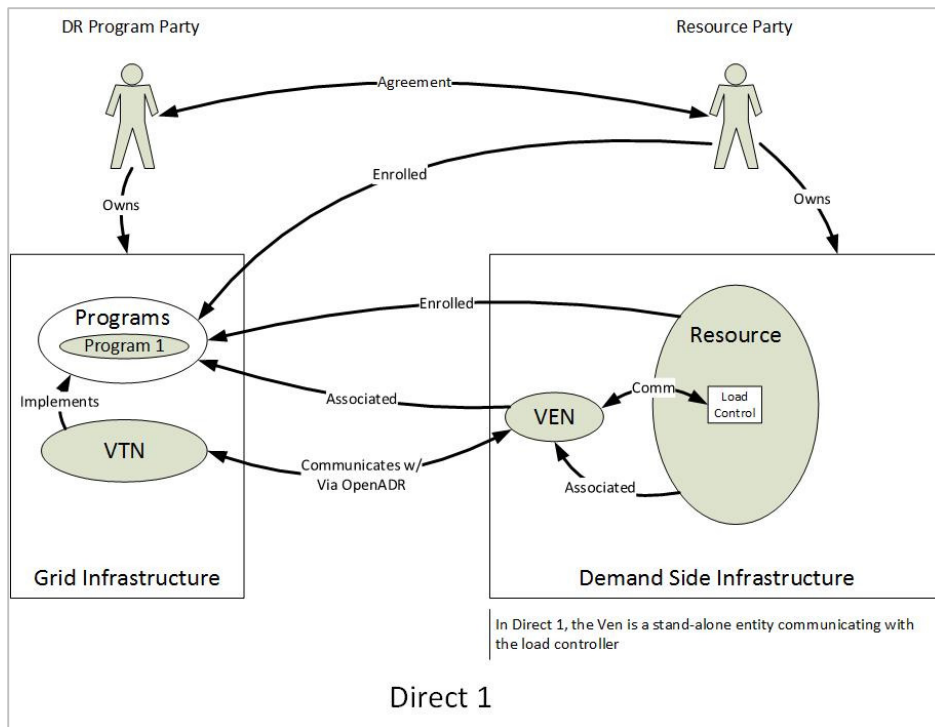 DR Program Party
Resource Party
Agreement
Enrolled
Owns
Owns
Programs
Program 1
Enrolled
Resource
Implements
Associated
VEN
Comm
Load
Control
VTN
Communicates w/
Via OpenADR
Associated
Grid Infrastructure
Demand Side Infrastructure
In Direct 1, the Ven is a stand-alone entity communicating with
the load controller
Direct 1